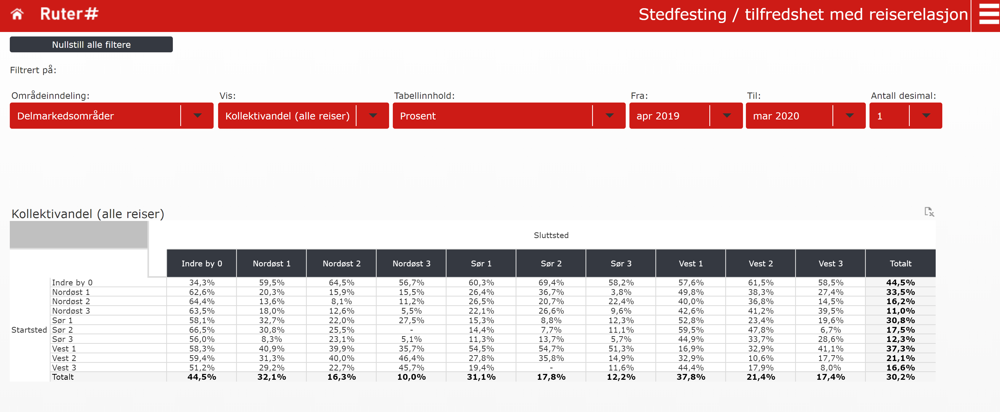 Ruter#
Stedfesting / tilfredshet med reiserelasjon
Nullstill alle filtere
Filtrert på:
Områdeinndeling: Vis: Tabellinnhold: Fra: Til: Antall desimal:
Delmarkedsområder Kollektivandel (alle reiser) Prosent apr 2019 mar 2020 1
Kollektivandel (alle reiser)
Sluttsted
Indre by 0 Nordøst 1 Nordøst 2 Nordøst 3 Sør 1 Sør 2 Sør 3 Vest 1 Vest 2 Vest 3 Totalt
Indre by 0 34,3% 59,5% 64,5% 56,7% 60,3% 69,4% 58,2% 57,6% 61,5% 58,5% 44,5%
Nordøst 1 62,6% 20,3% 15,9% 15,5% 26,4% 36,7% 3,8% 49,8% 38,3% 27,4% 33,5%
Nordøst 2 64,4% 13,6% 8,1% 11,2% 26,5% 20,7% 22,4% 40,0% 36,8% 14,5% 16,2%
Nordøst 3 63,5% 18,0% 12,6% 5,5% 22,1% 26,6% 9,6% 42,6% 41,2% 39,5% 11,0%
Sør 1 58,1% 32,7% 22,0% 27,5% 15,3% 8,8% 12,3% 52,8% 23,4% 19,6% 30,8%
Startsted Sør 2 66,5% 30,8% 25,5% - 14,4% 7,7% 11,1% 59,5% 47,8% 6,7% 17,5%
Sør 3 56,0% 8,3% 23,1% 5,1% 11,3% 13,7% 5,7% 44,9% 33,7% 28,6% 12,3%
Vest 1 58,3% 40,9% 39,9% 35,7% 54,5% 54,7% 51,3% 16,9% 32,9% 41,1% 37,3%
Vest 2 59,4% 31,3% 40,0% 46,4% 27,8% 35,8% 14,9% 32,9% 10,6% 17,7% 21,1%
Vest 3 51,2% 29,2% 22,7% 45,7% 19,4% - 11,6% 44,4% 17,9% 8,0% 16,6%
Totalt 44,5% 32,1% 16,3% 10,0% 31,1% 17,8% 12,2% 37,8% 21,4% 17,4% 30,2%